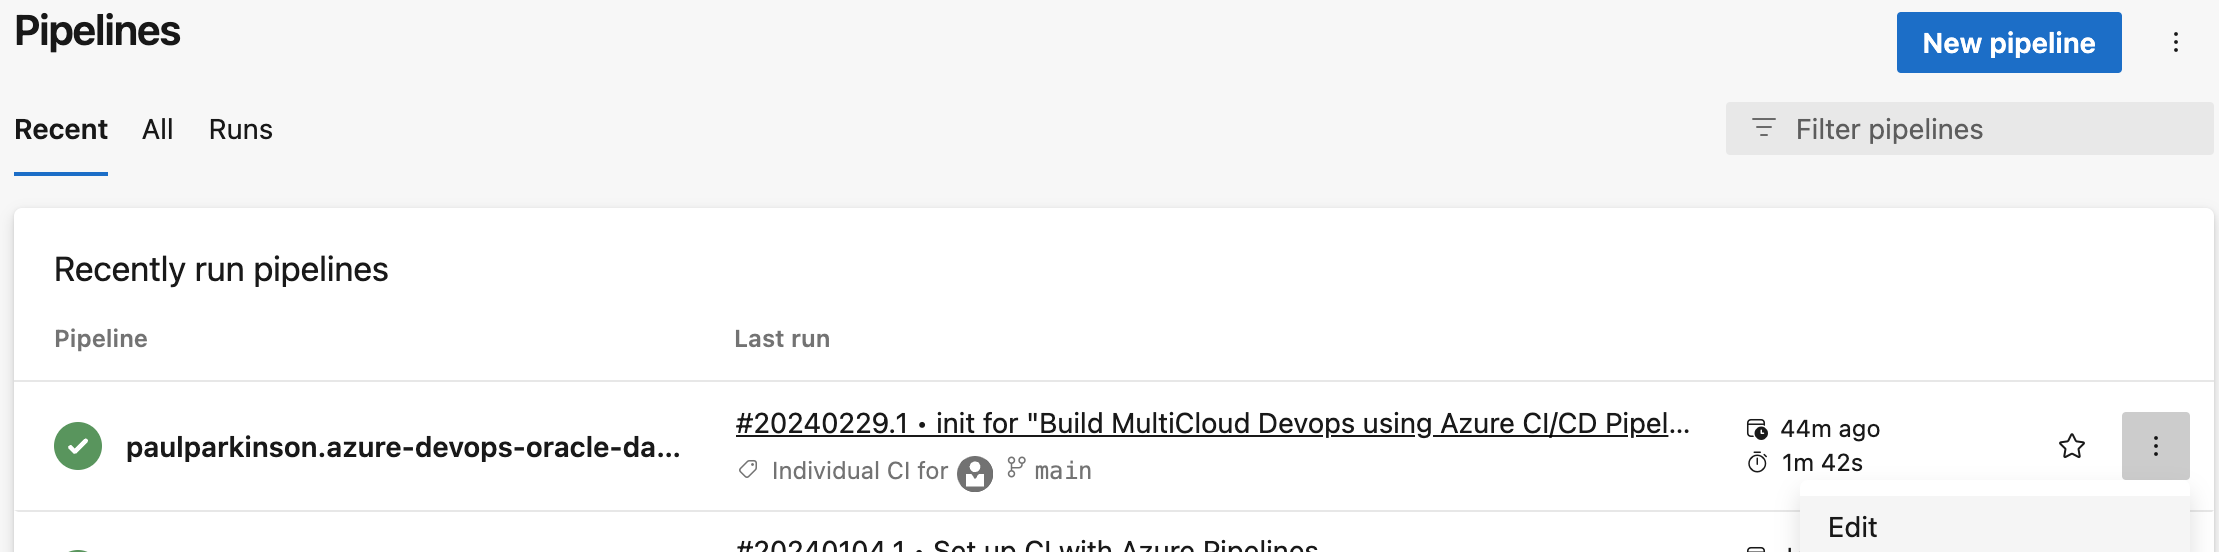 Pipelines
New pipeline
Recent All Runs
Filter pipelines
Recently run pipelines
Pipeline Last run
paulparkinson.azure-devops-oracle-da...
#20240229.1 • init for "Build MultiCloud Devops using Azure CI/CD Pipel...
Individual CI for main
44m ago
1m 42s
Edit
#20240104.1 • Set up CI with Azure Pipelines